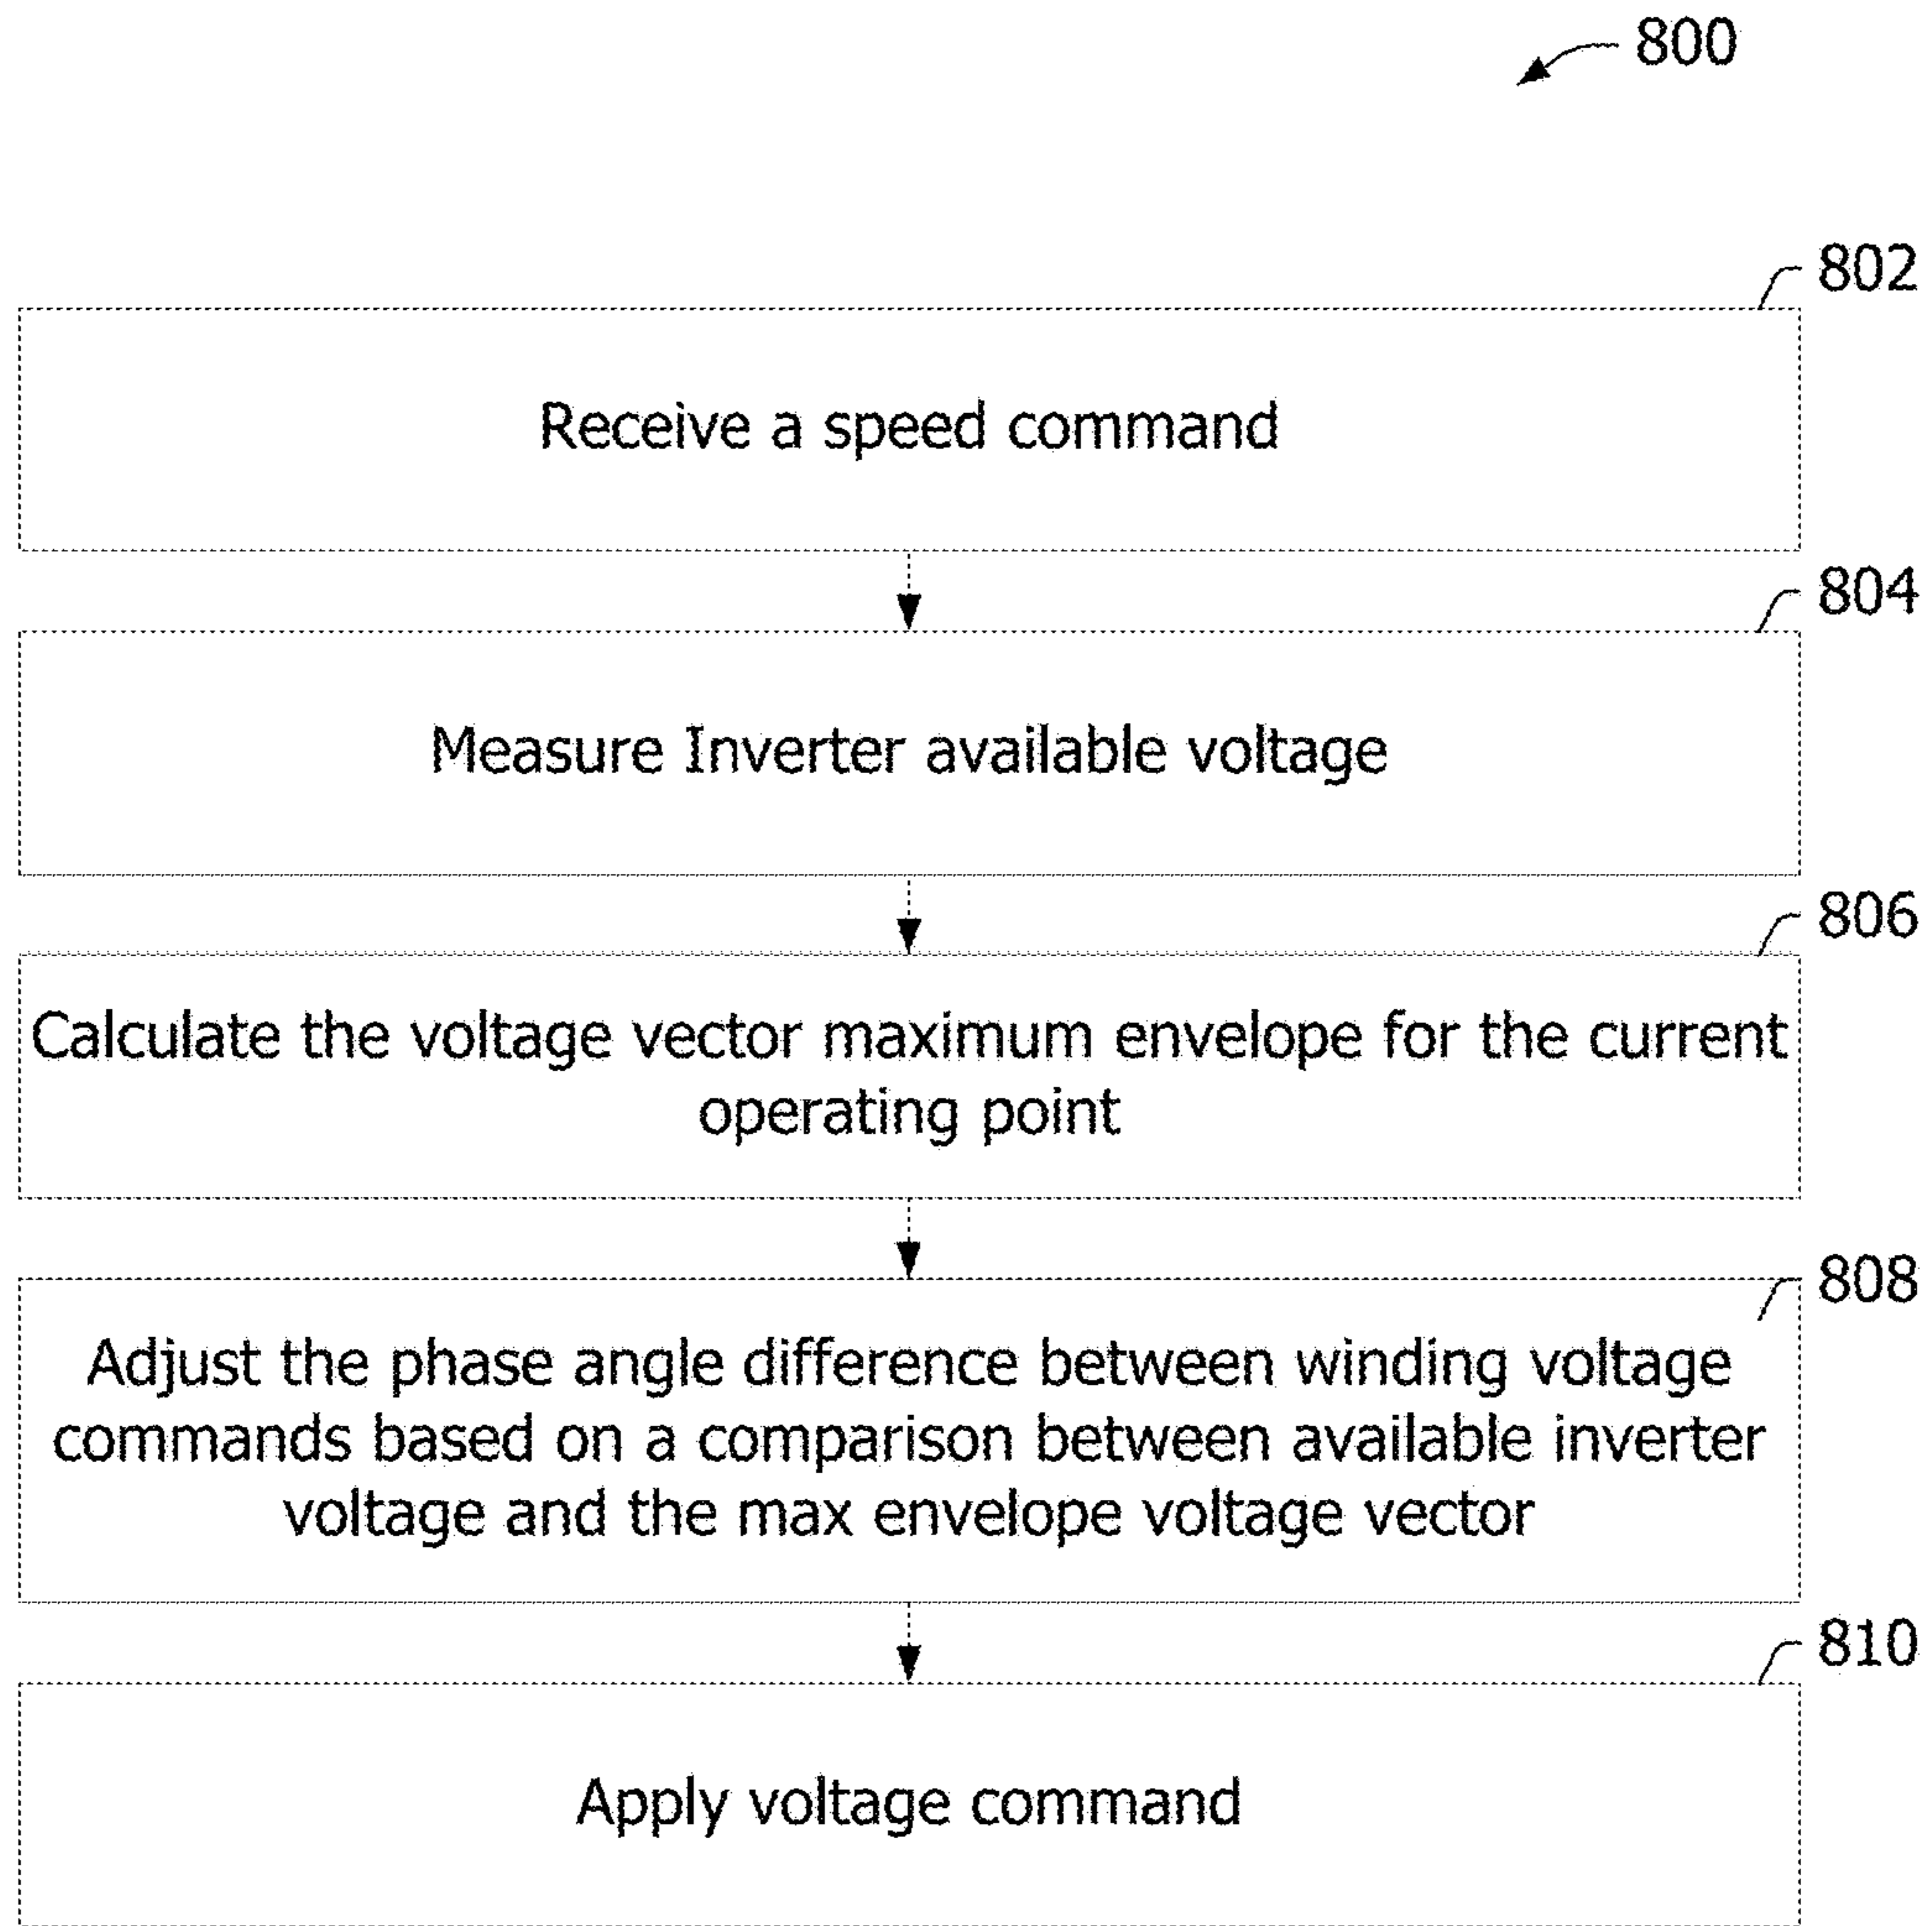 800
802
Receive a speed command
804
Measure Inverter available voltage
806
Calculate the voltage vector maximum envelope for the current
operating point
808
Adjust the phase angle difference between winding voltage
commands based on a comparison between available inverter
voltage and the max envelope voltage vector
810
Apply voltage command